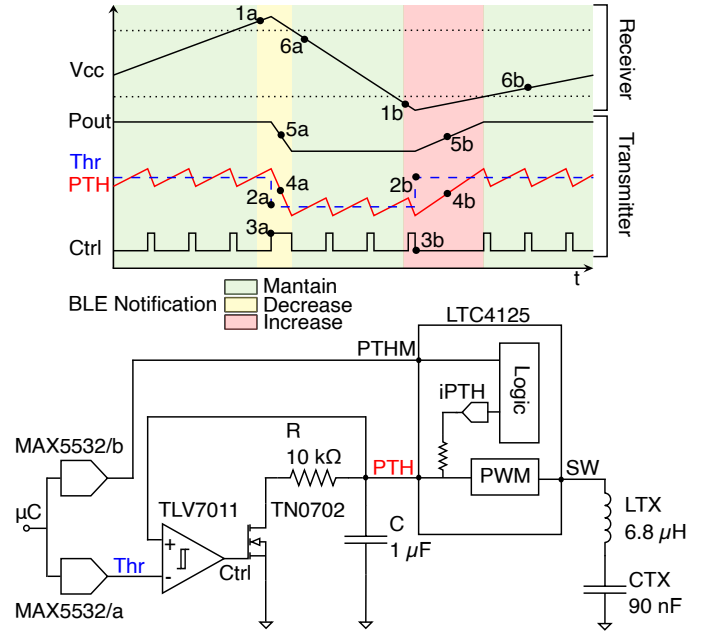 1a
6a
Vcc
1b
6b
Receiver
Pout
5a
5b
Thr
PTH
4a
2a
2b
4b
3a
Ctrl
3b
Transmitter
t
BLE Notification
Mantain
Decrease
Increase
LTC4125
PTHM
Logic
iPTH
MAX5532/b
R
10 kΩ
PTH
PWM
SW
µC
TLV7011
TN0702
LTX
6.8 µH
C
1 µF
+
-
Thr
Ctrl
CTX
90 nF
MAX5532/a